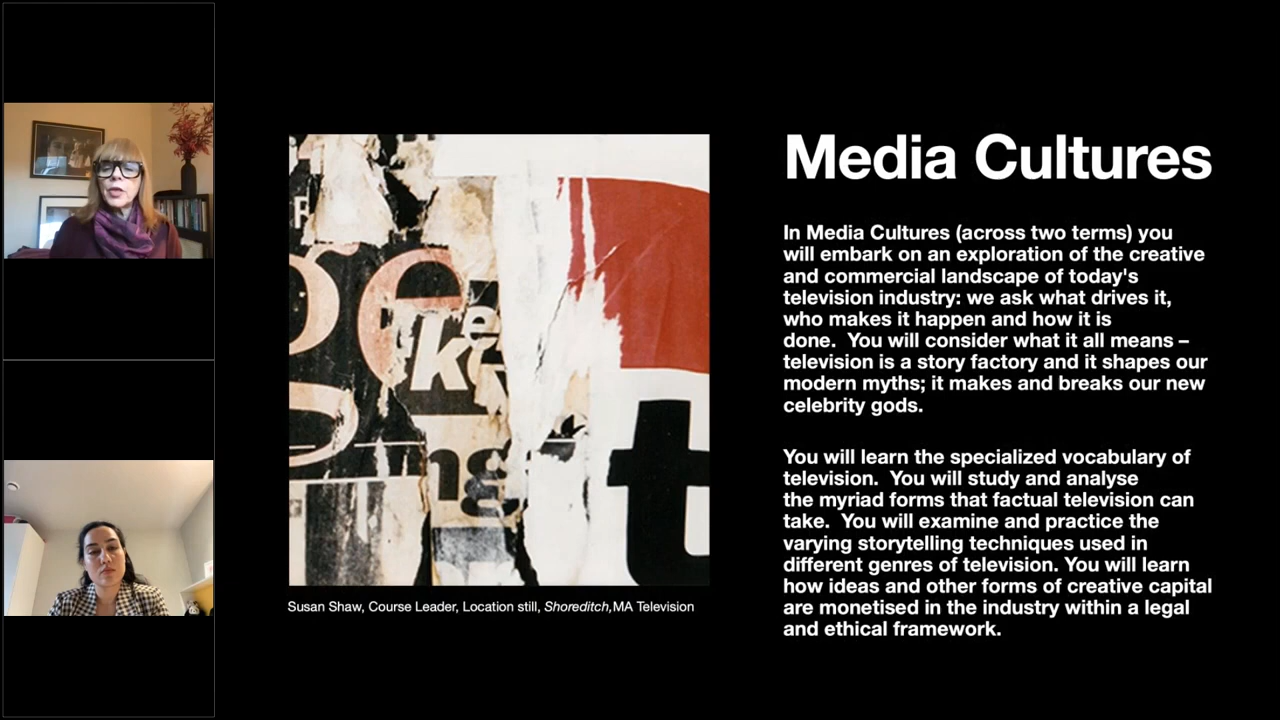 Media Cultures
In Media Cultures (across two terms) you
will embark on an exploration of the creative
and commercial landscape of today's
television industry: we ask what drives it,
who makes it happen and how it is
done.  You will consider what it all means –
television is a story factory and it shapes our
modern myths; it makes and breaks our new
celebrity gods.
You will learn the specialized vocabulary of
television.  You will study and analyse
the myriad forms that factual television can
take.  You will examine and practice the
varying storytelling techniques used in
different genres of television. You will learn
how ideas and other forms of creative capital
are monetised in the industry within a legal
and ethical framework.
Susan Shaw, Course Leader, Location still, Shoreditch,MA Television